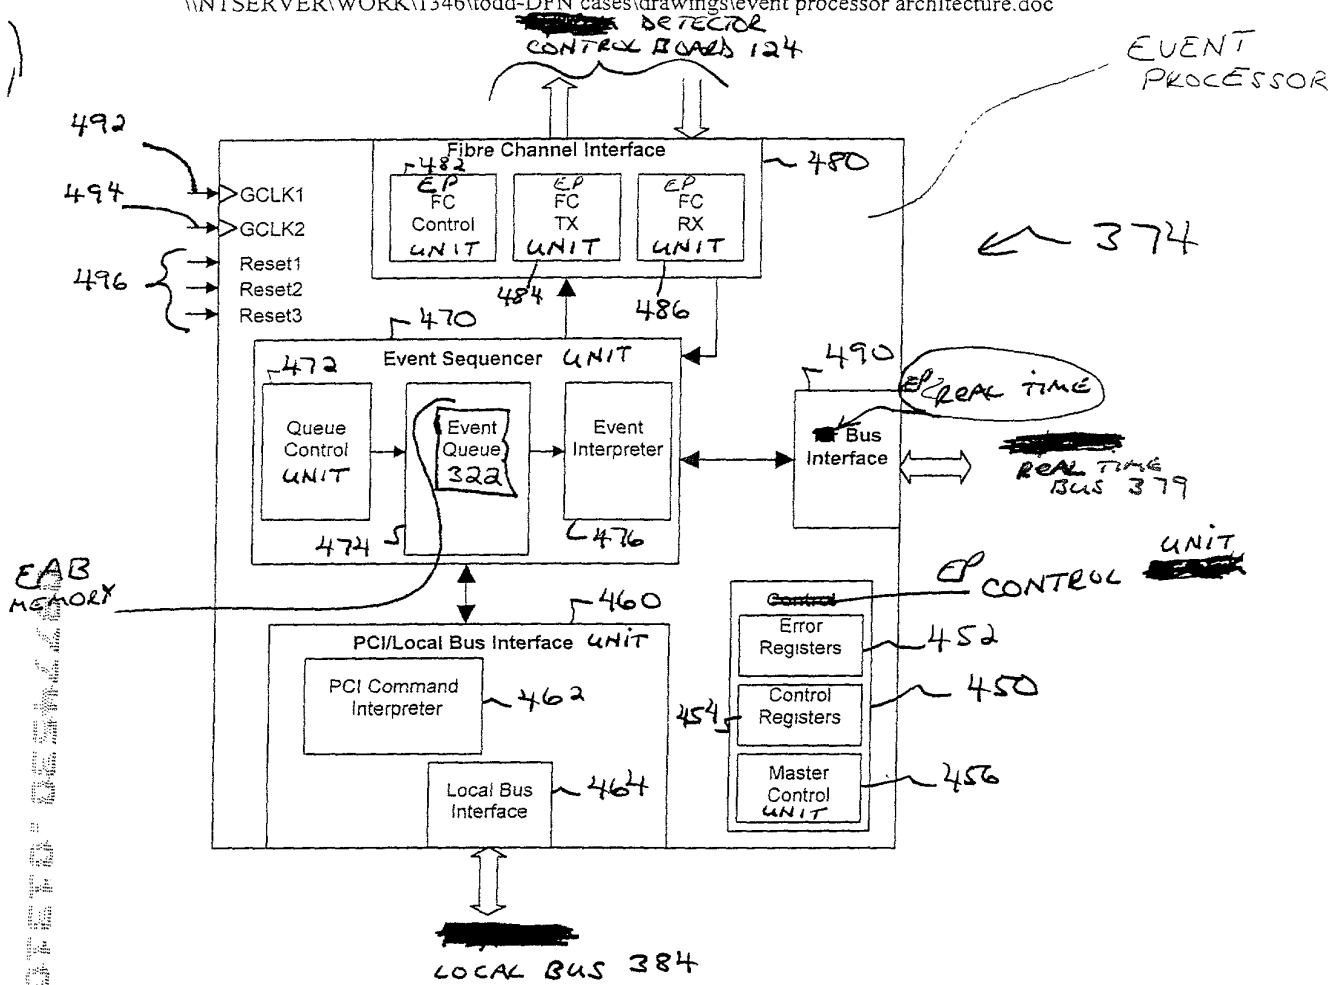 \\NTSERVER\WORK\1346\todd-DPN cases\drawings\event processor architecture.doc
DETECTOR
CONTROL BOARD 124
EVENT
PROCESSOR
492
GCLK1
494
GCLK2
496
Reset1
Reset2
Reset3
Fibre Channel Interface
480
482
EP
FC
Control
UNIT
EP
FC
TX
UNIT
484
EP
FC
RX
UNIT
486
374
470
Event Sequencer UNIT
472
Queue
Control
UNIT
Event
Queue
322
474
Event
Interpreter
476
490
EP REAL TIME
Bus
Interface
REAL TIME
BUS 379
EAB
MEMORY
460
PCI/Local Bus Interface UNIT
PCI Command
Interpreter
462
Local Bus
Interface
464
EP CONTROL UNIT
Control
Error
Registers
452
450
Control
Registers
454
Master
Control
UNIT
456
LOCAL BUS 384